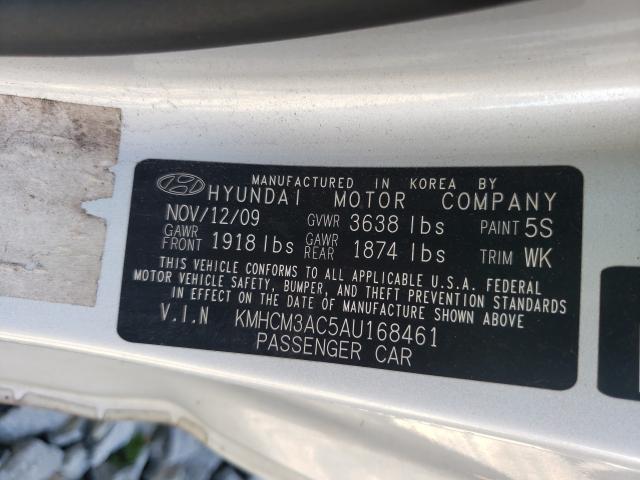 MANUFACTURED IN KOREA BY
HYUNDAI MOTOR COMPANY
NOV/12/09 GVWR 3638 lbs PAINT 5S
GAWR FRONT 1918 lbs GAWR REAR 1874 lbs TRIM WK
THIS VEHICLE CONFORMS TO ALL APPLICABLE U.S.A. FEDERAL
MOTOR VEHICLE SAFETY, BUMPER, AND THEFT PREVENTION STANDARDS
IN EFFECT ON THE DATE OF MANUFACTURE SHOWN ABOVE
V.I.N KMHCM3AC5AU168461
PASSENGER CAR